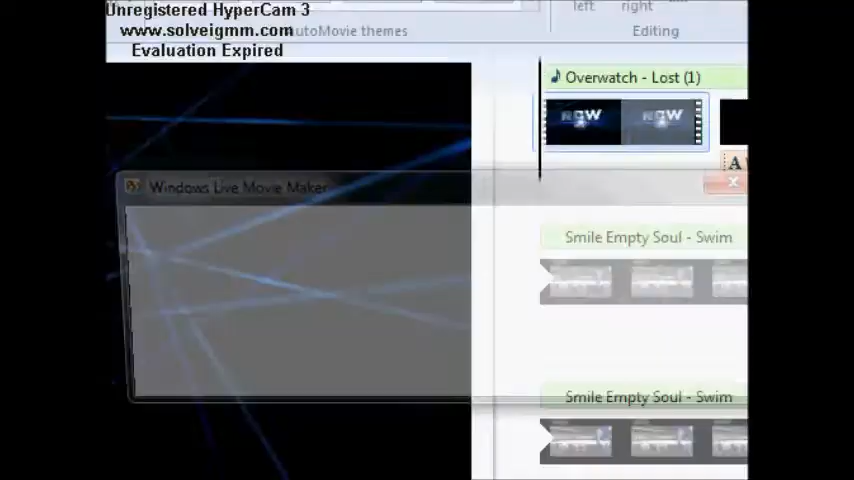 Unregistered HyperCam 3
www.solveigmm.com
Evaluation Expired
left right
AutoMovie themes
Editing
Overwatch - Lost (1)
A
Windows Live Movie Maker
Smile Empty Soul - Swim
Smile Empty Soul - Swim